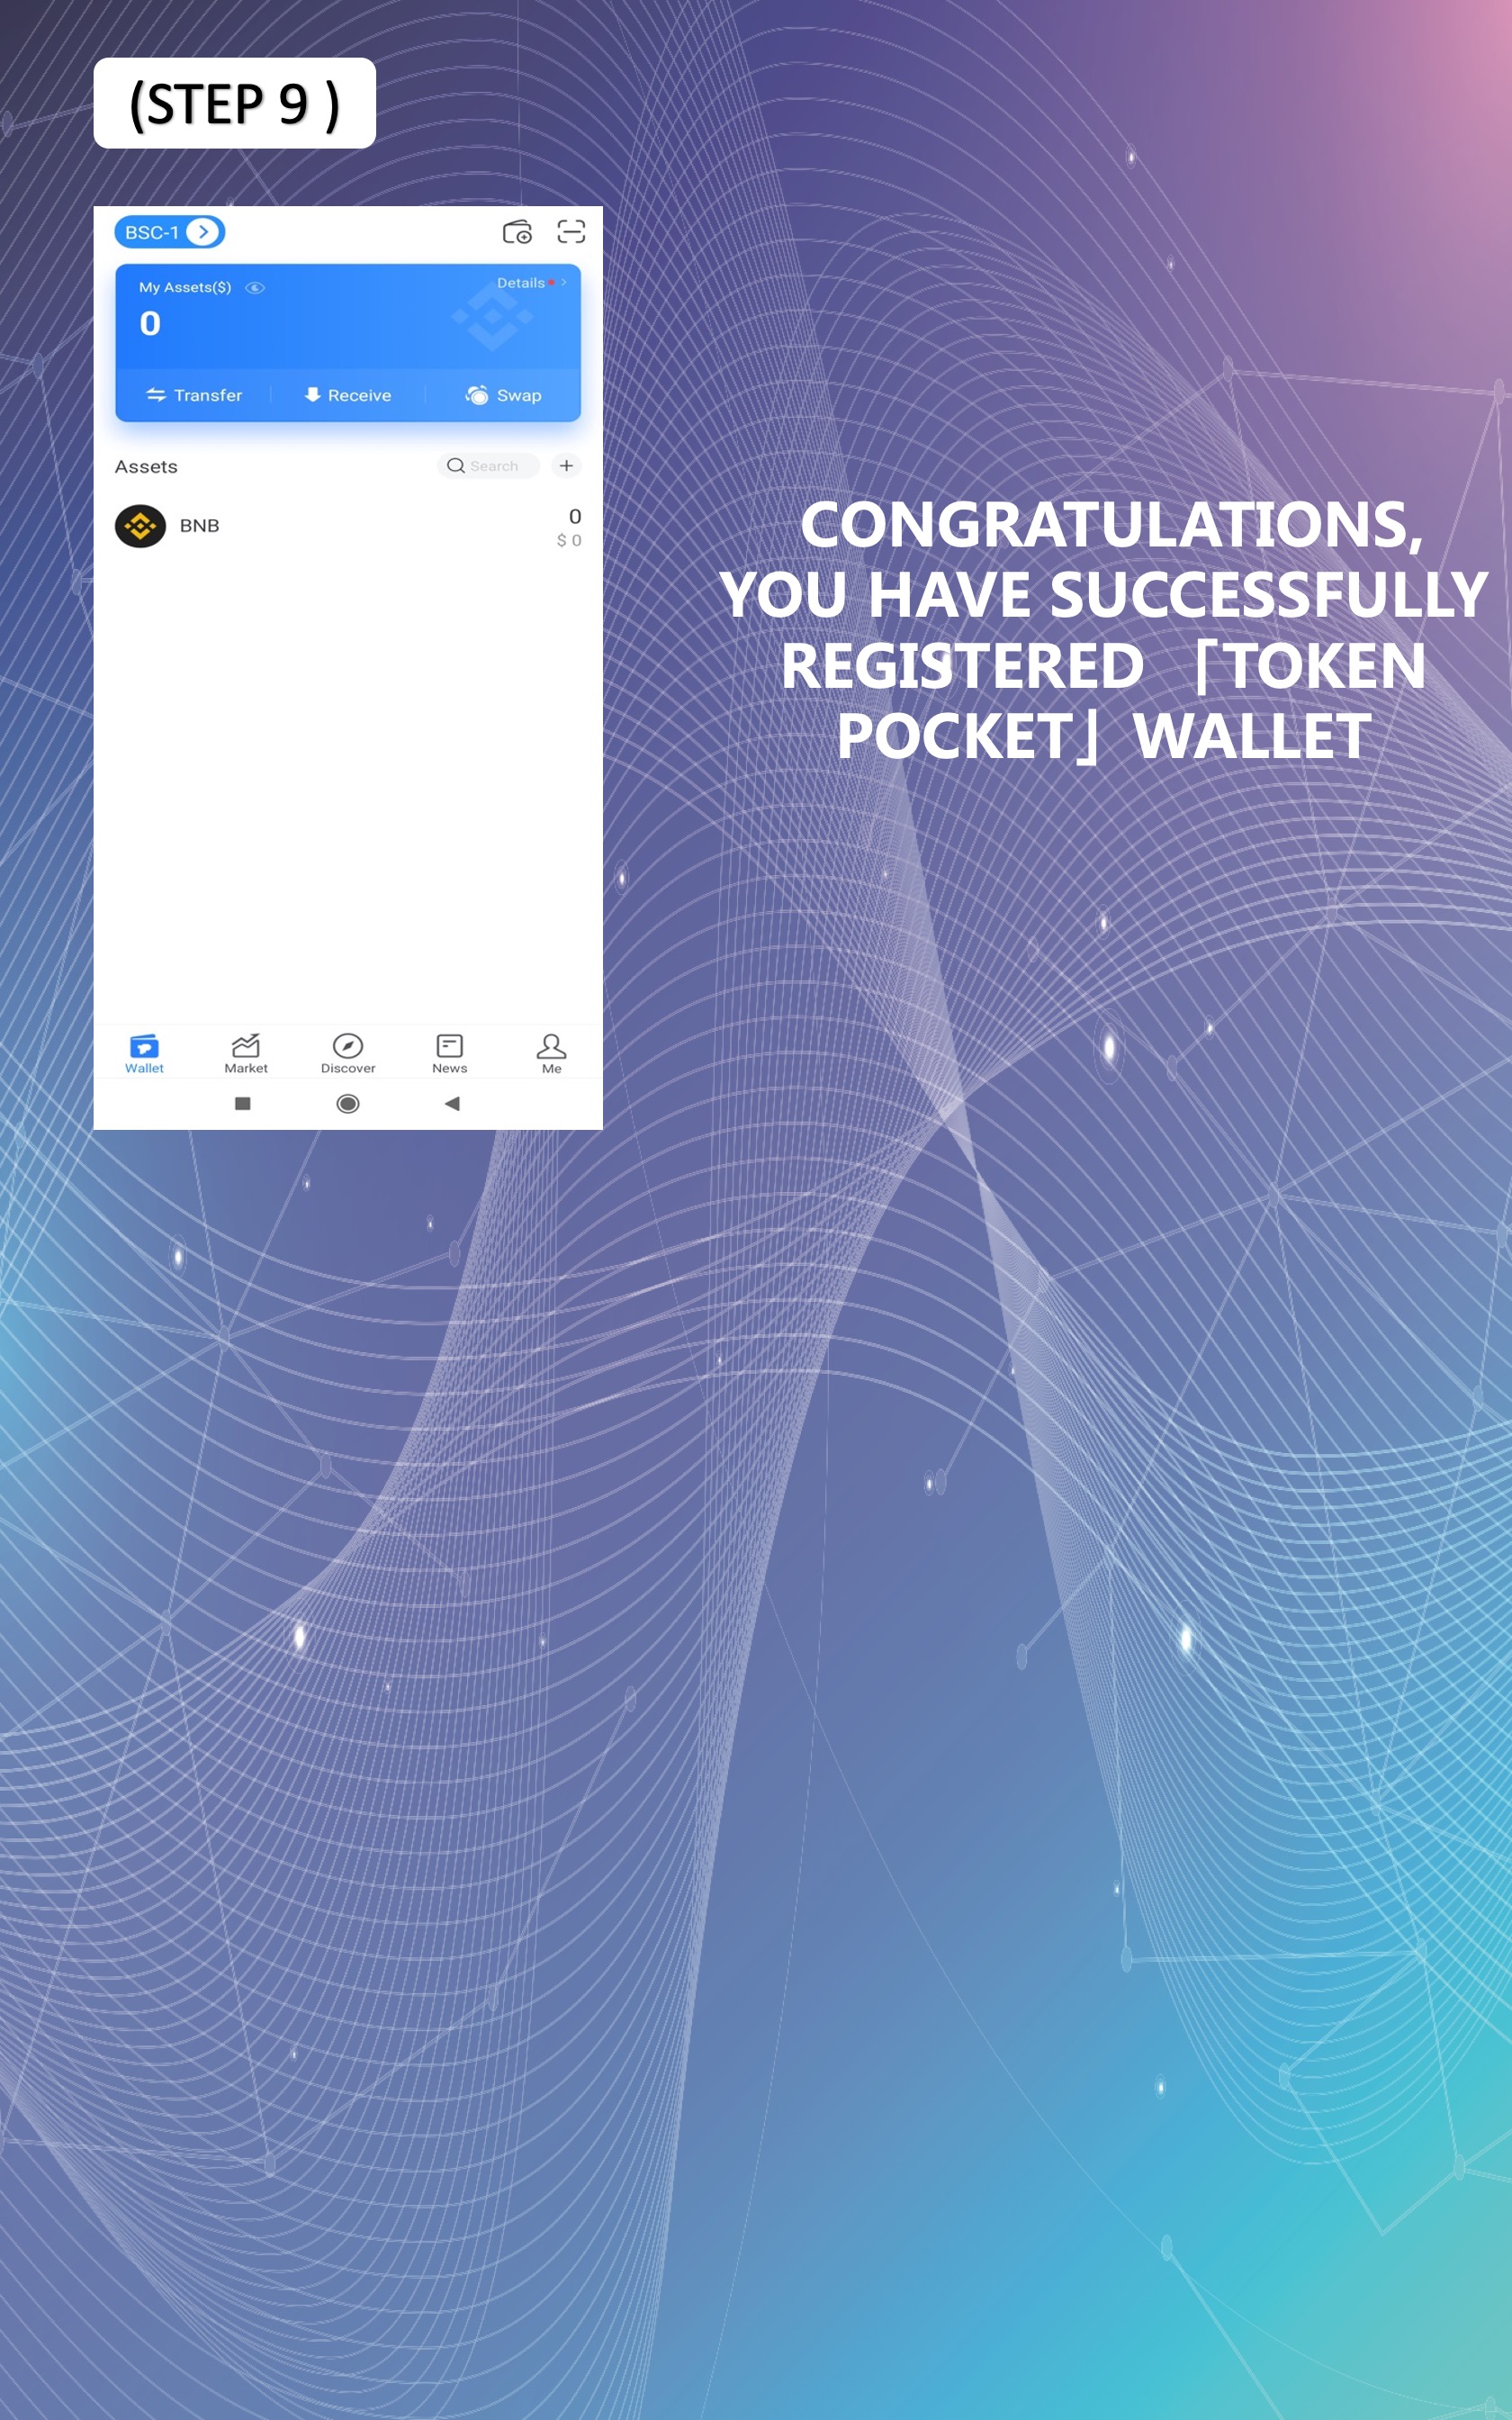 (STEP 9 )
BSC-1
My Assets($)
Details
0
Transfer
Receive
Swap
Assets
Search
BNB
0
$ 0
Wallet
Market
Discover
News
Me
CONGRATULATIONS,
YOU HAVE SUCCESSFULLY
REGISTERED 「TOKEN
POCKET」 WALLET